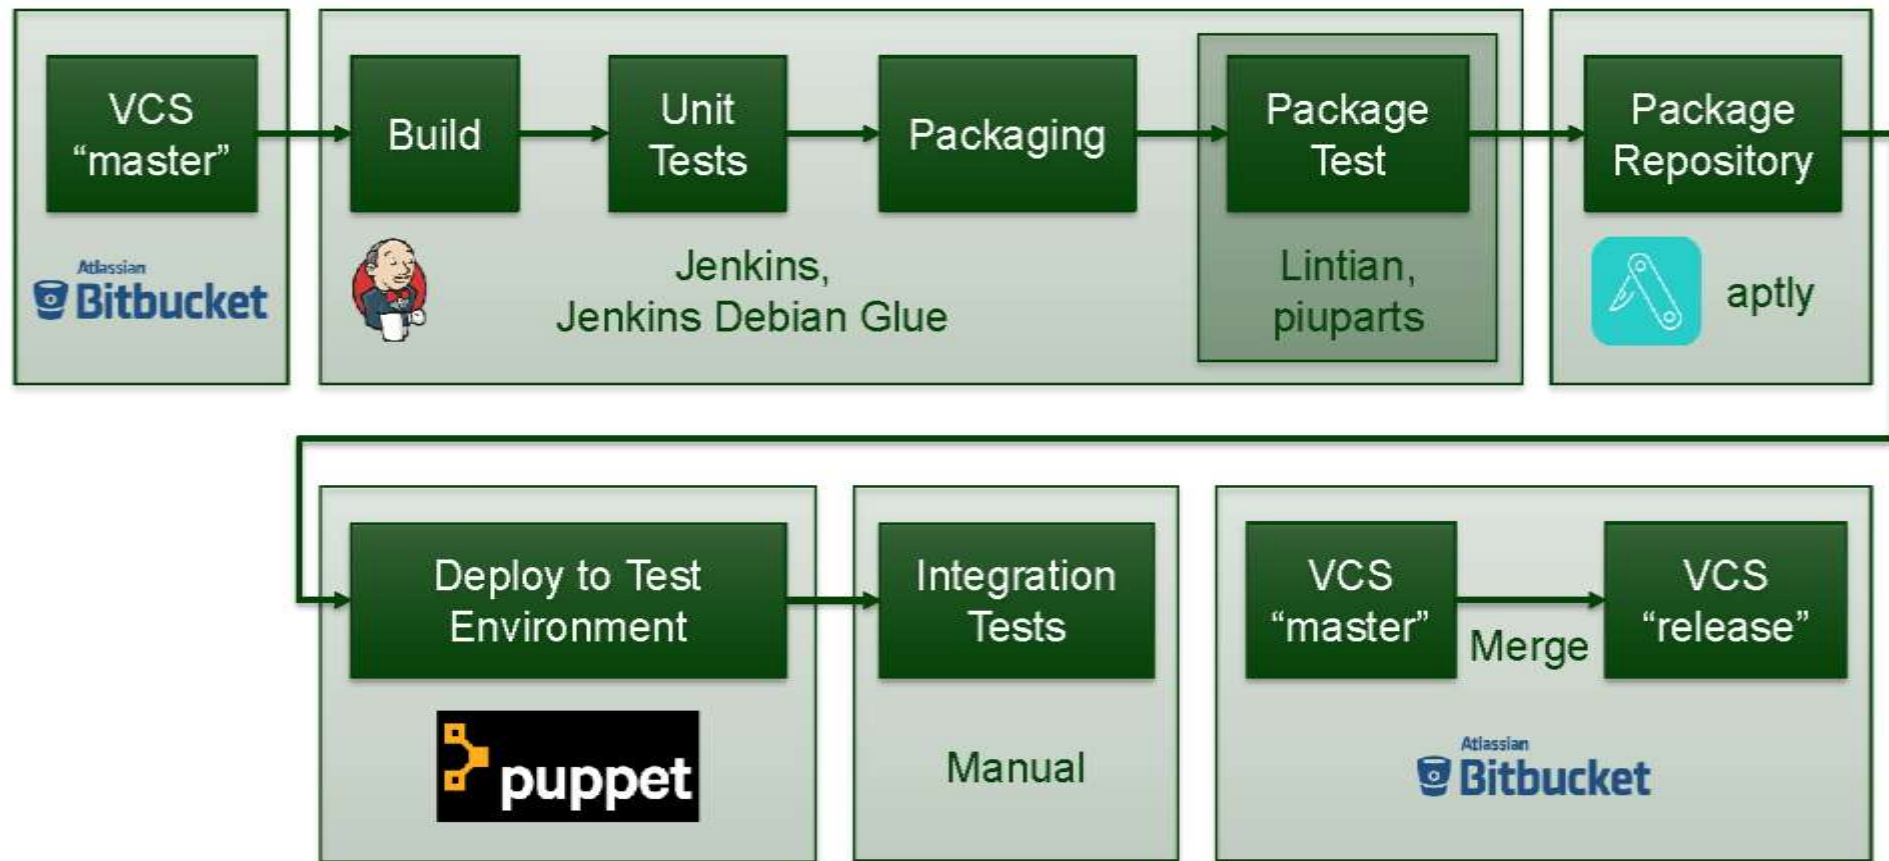 VCS
“master”
Build
Unit
Tests
Packaging
Package
Test
Package
Repository
Atlassian
Bitbucket
Jenkins,
Jenkins Debian Glue
Lintian,
piuparts
aptly
Deploy to Test
Environment
Integration
Tests
VCS
“master”
Merge
VCS
“release”
puppet
Manual
Atlassian
Bitbucket